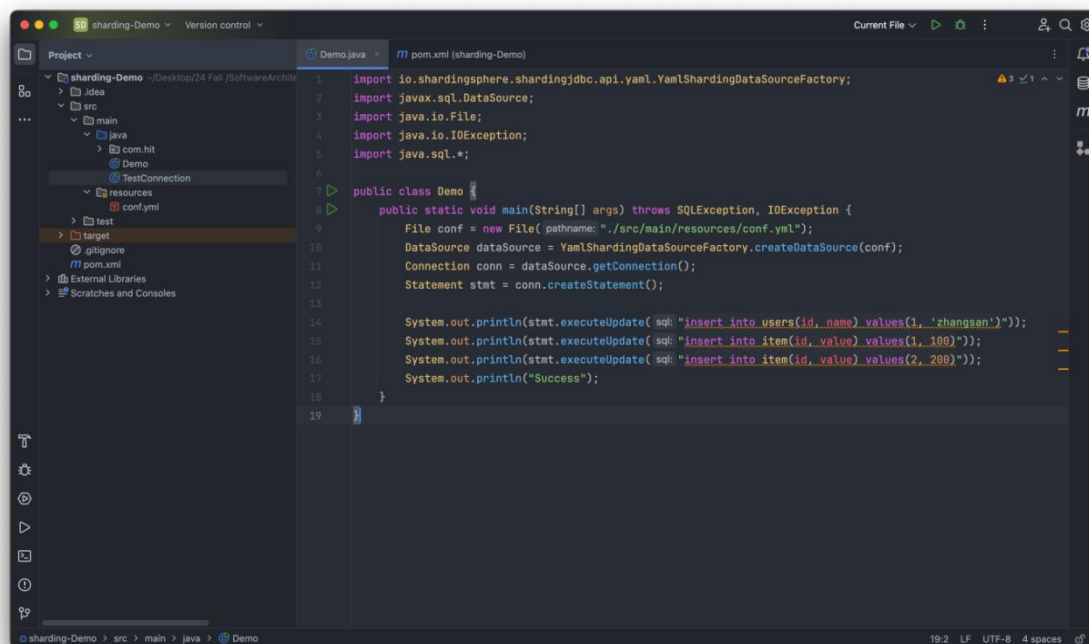 SD sharding-Demo Version control Current File
Project
Demo.java
pom.xml (sharding-Demo)
sharding-Demo ~/Desktop/24 Fall /SoftwareArchite
.idea
src
main
java
com.hit
Demo
TestConnection
resources
conf.yml
test
target
.gitignore
pom.xml
External Libraries
Scratches and Consoles
3 1
1 import io.shardingsphere.shardingjdbc.api.yaml.YamlShardingDataSourceFactory;
2 import javax.sql.DataSource;
3 import java.io.File;
4 import java.io.IOException;
5 import java.sql.*;
6
7 public class Demo {
8 public static void main(String[] args) throws SQLException, IOException {
9 File conf = new File( pathname: "./src/main/resources/conf.yml");
10 DataSource dataSource = YamlShardingDataSourceFactory.createDataSource(conf);
11 Connection conn = dataSource.getConnection();
12 Statement stmt = conn.createStatement();
13
14 System.out.println(stmt.executeUpdate( sql: "insert into users(id, name) values(1, 'zhangsan')"));
15 System.out.println(stmt.executeUpdate( sql: "insert into item(id, value) values(1, 100)"));
16 System.out.println(stmt.executeUpdate( sql: "insert into item(id, value) values(2, 200)"));
17 System.out.println("Success");
18 }
19 }
sharding-Demo > src > main > java > Demo 19:2 LF UTF-8 4 spaces